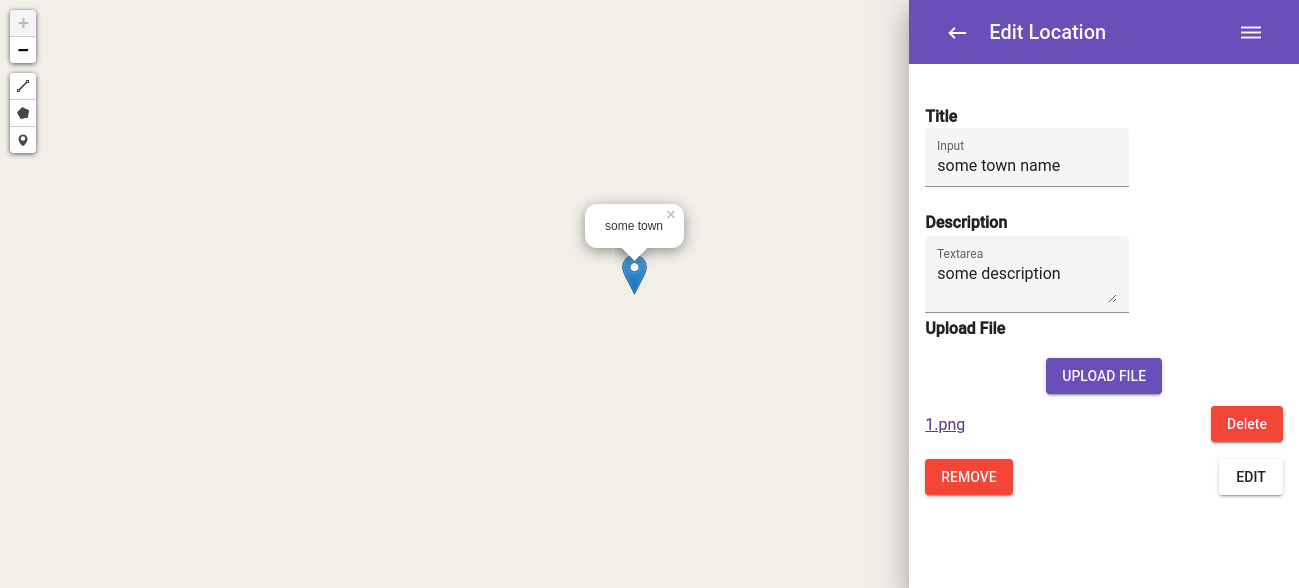 +
−
some town
×
Edit Location
Title
Input
some town name
Description
Textarea
some description
Upload File
UPLOAD FILE
1.png
Delete
REMOVE
EDIT